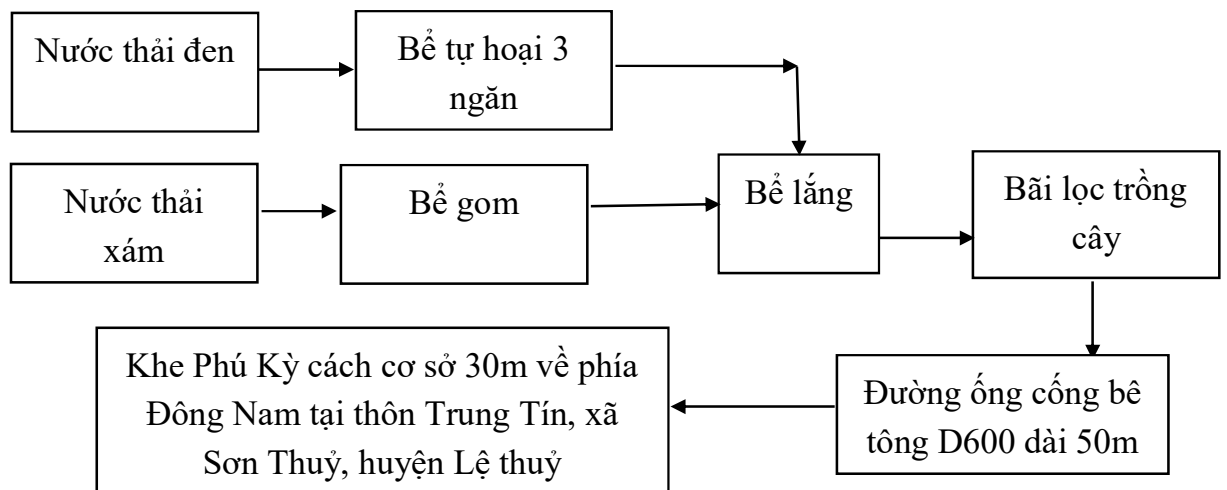 Nước thải đen
Bể tự hoại 3
ngăn
Nước thải
xám
Bể gom
Bể lắng
Bãi lọc trồng
cây
Đường ống cống bê
tông D600 dài 50m
Khe Phú Kỳ cách cơ sở 30m về phía
Đông Nam tại thôn Trung Tín, xã
Sơn Thuỷ, huyện Lệ thuỷ